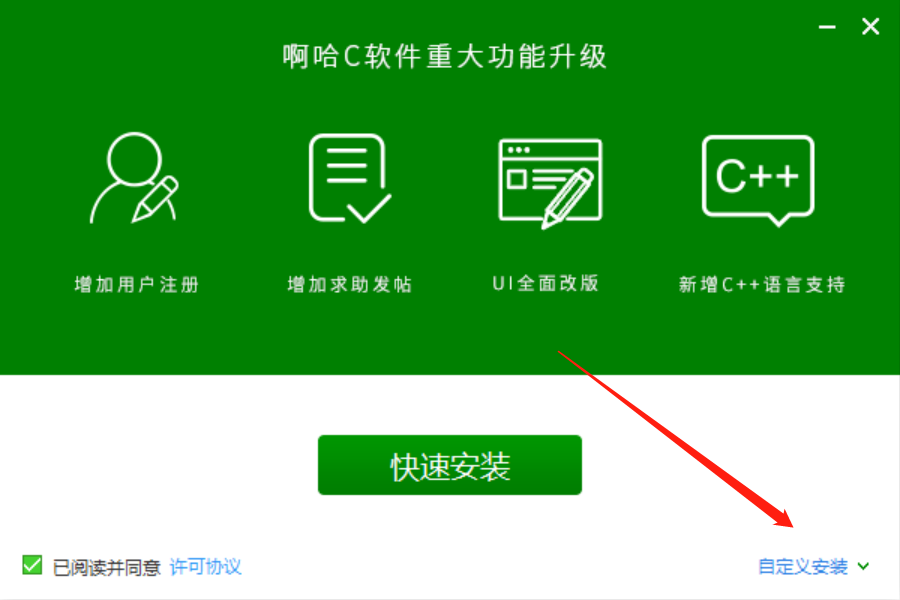 啊哈C软件重大功能升级
C++
增加用户注册
增加求助发帖
UI全面改版
新增C++语言支持
快速安装
已阅读并同意 许可协议
自定义安装